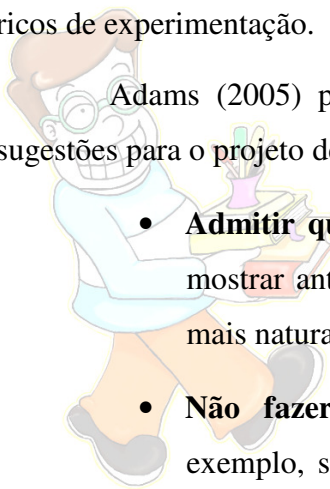 ricos de experimentação.
Adams (2005) p
sugestões para o projeto de
• Admitir qu
mostrar ant
mais natura
• Não fazer
exemplo, s